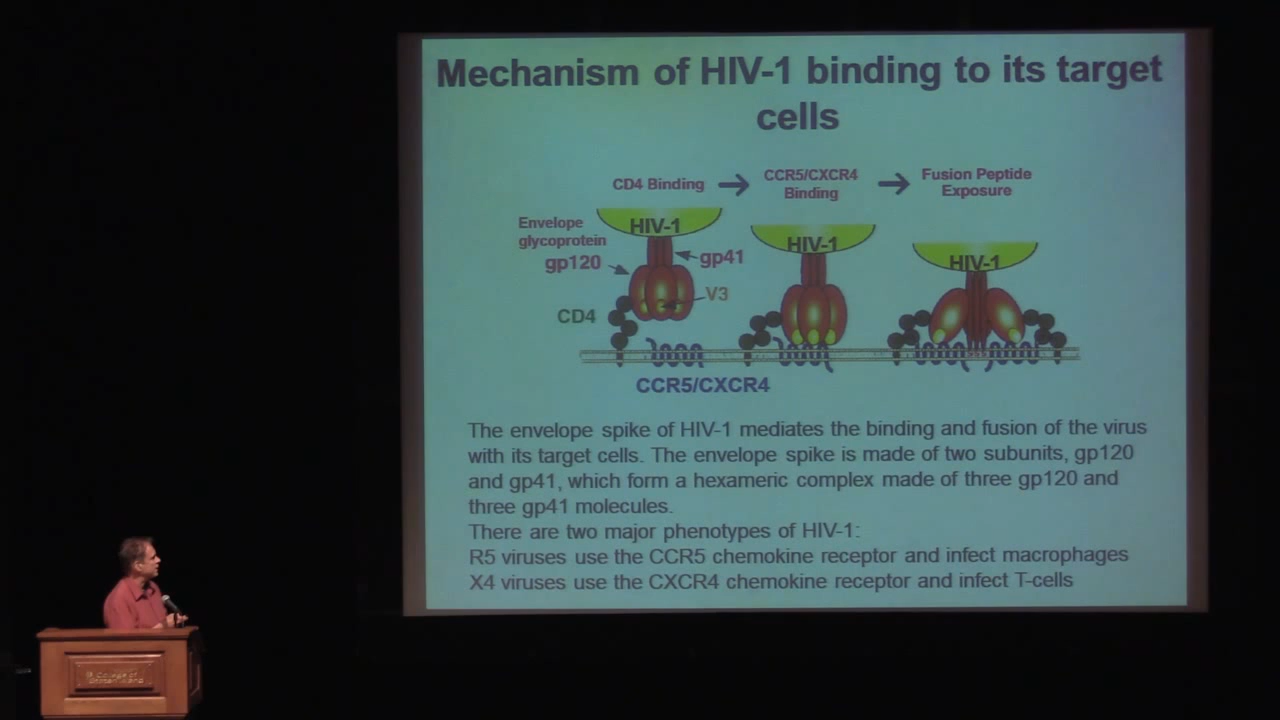 Mechanism of HIV-1 binding to its target
cells
CD4 Binding
CCR5/CXCR4
Binding
Fusion Peptide
Exposure
Envelope
glycoprotein
gp120
HIV-1
gp41
V3
CD4
HIV-1
HIV-1
CCR5/CXCR4
The envelope spike of HIV-1 mediates the binding and fusion of the virus
with its target cells. The envelope spike is made of two subunits, gp120
and gp41, which form a hexameric complex made of three gp120 and
three gp41 molecules.
There are two major phenotypes of HIV-1:
R5 viruses use the CCR5 chemokine receptor and infect macrophages
X4 viruses use the CXCR4 chemokine receptor and infect T-cells
College of